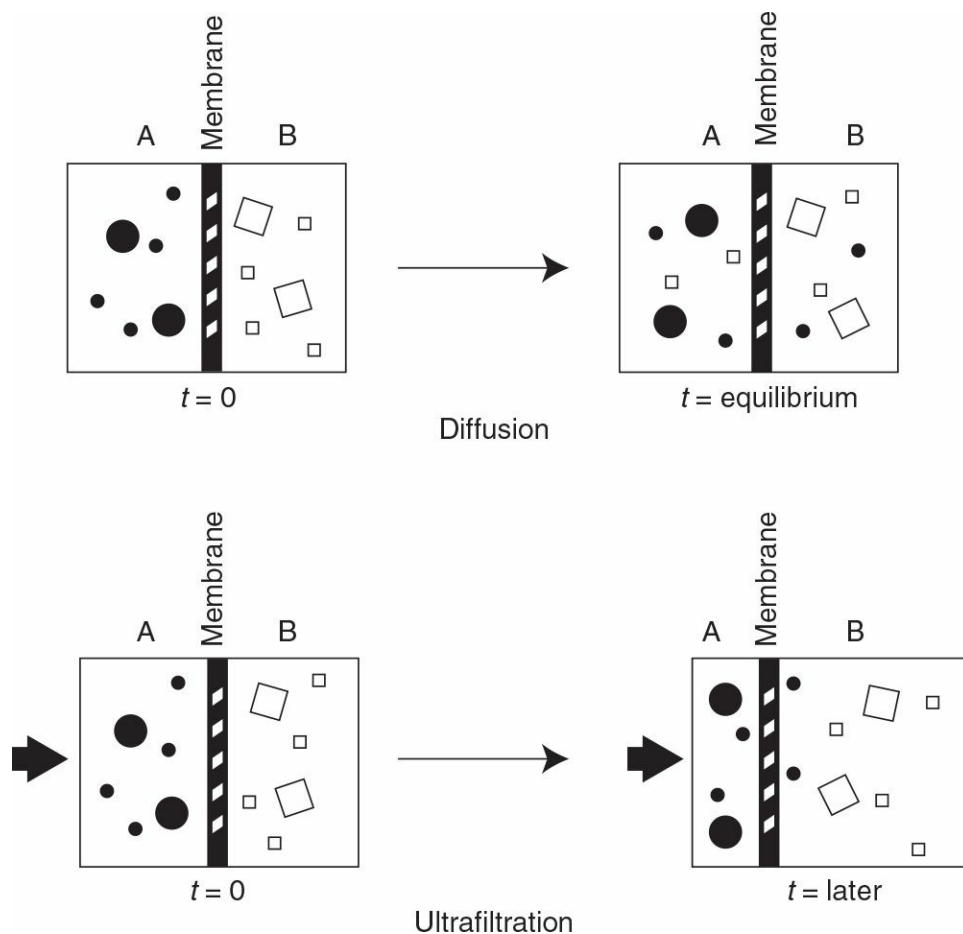 Membrane
Membrane
A
B
A
B
t = 0
t = equilibrium
Diffusion
Membrane
Membrane
A
B
A
B
t = 0
t = later
Ultrafiltration